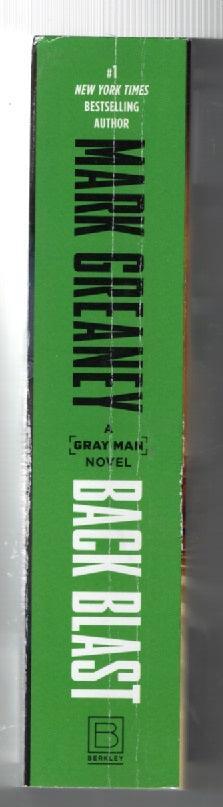 #1
NEW YORK TIMES
BESTSELLING
AUTHOR
MARK GREANEY
A
[GRAY MAN]
NOVEL
BACK BLAST
B
BERKLEY